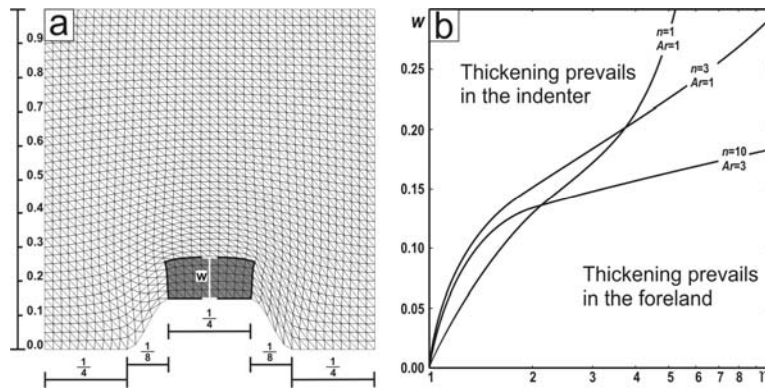 a
0.9
0.8
0.7
0.6
0.5
0.4
0.3
0.2
0.1
0.0
w
1/4
1/8
1/4
1/8
1/4
b
w
0.25
0.20
0.15
0.10
0.05
0.00
Thickening prevails
in the indenter
n=1
Ar=1
n=3
Ar=1
n=10
Ar=3
Thickening prevails
in the foreland
1 2 3 4 5 6 7 8